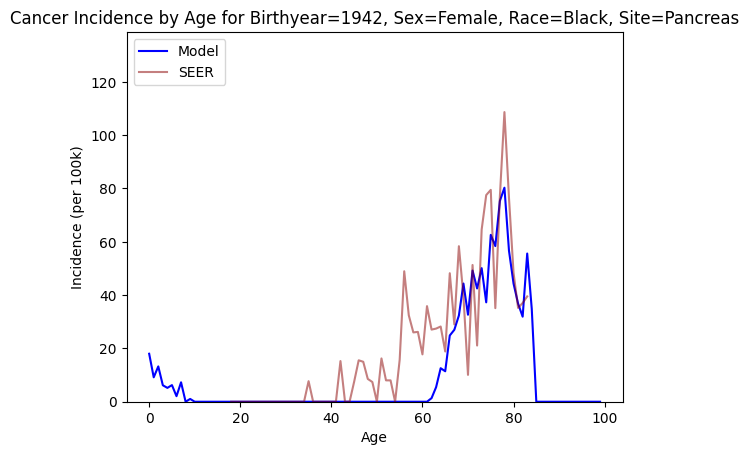 Cancer Incidence by Age for Birthyear=1942, Sex=Female, Race=Black, Site=Pancreas
Model
SEER
120
100
80
60
40
20
0
Incidence (per 100k)
0 20 40 60 80 100
Age